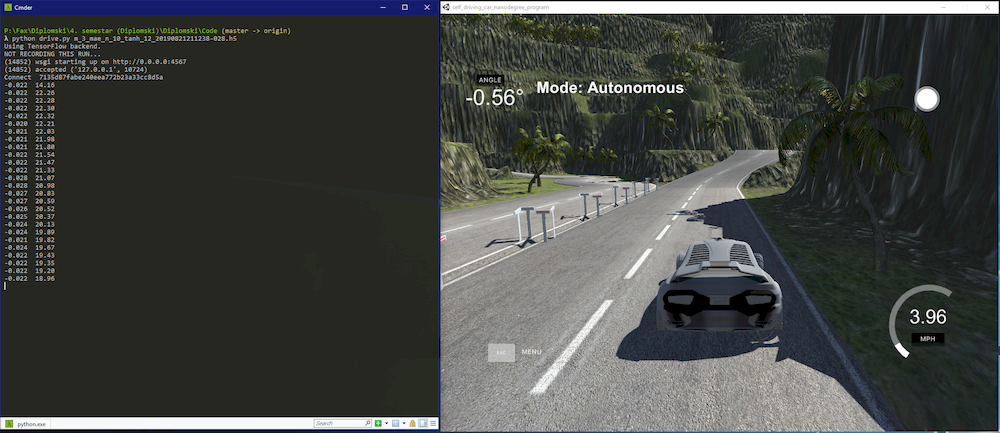 Cmder
P:\Fax\Diplomski\4. semestar (Diplomski)\Diplomski\Code (master -> origin)
λ python drive.py m_3_mae_n_10_tanh_12_20190821211238-028.h5
Using TensorFlow backend.
NOT RECORDING THIS RUN...
(14852) wsgi starting up on http://0.0.0.0:4567
(14852) accepted ('127.0.0.1', 10724)
Connect  7135d87fabe240eea772b23a33cc8d5a
-0.022  14.16
-0.022  22.26
-0.022  22.28
-0.022  22.30
-0.022  22.32
-0.020  22.21
-0.021  22.03
-0.021  21.98
-0.021  21.80
-0.022  21.54
-0.022  21.47
-0.022  21.33
-0.028  21.07
-0.028  20.98
-0.027  20.83
-0.027  20.59
-0.026  20.52
-0.025  20.37
-0.024  20.13
-0.024  19.89
-0.021  19.82
-0.024  19.67
-0.022  19.43
-0.022  19.35
-0.022  19.20
-0.022  18.96
python.exe
Search
self_driving_car_nanodegree_program
ANGLE
-0.56°
Mode: Autonomous
3.96
MPH
ESC
MENU